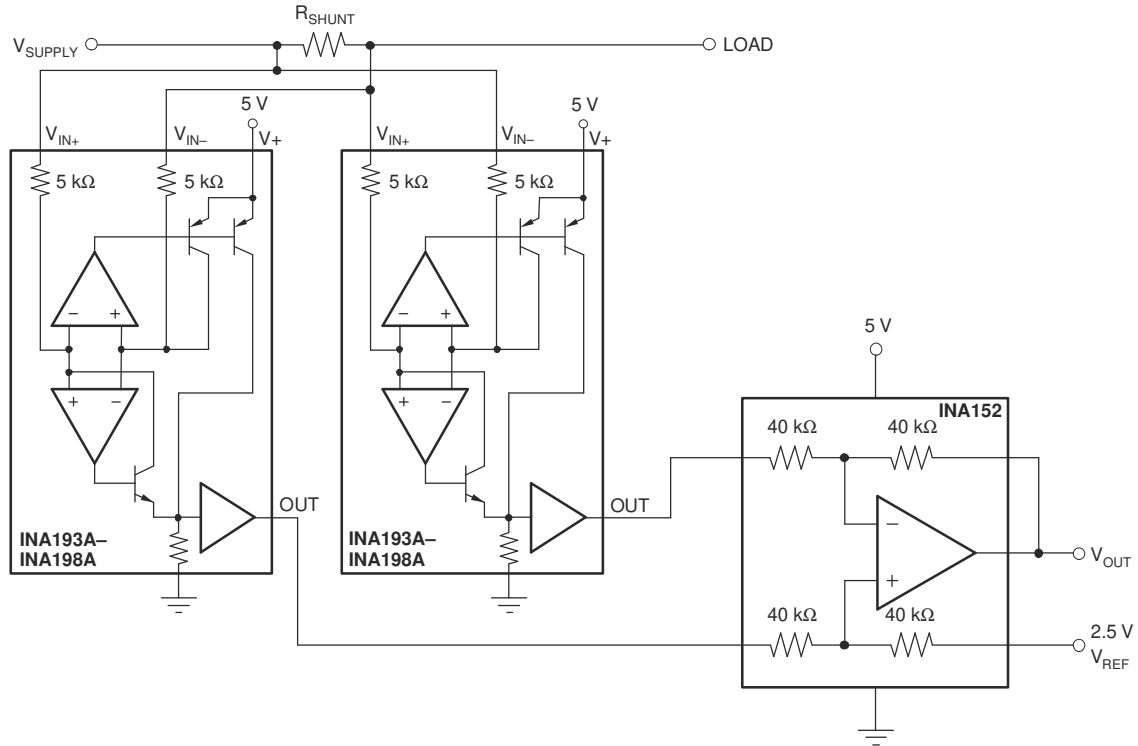 R_SHUNT
V_SUPPLY
LOAD
5 V
5 V
V_IN+
V_IN–
V+
V_IN+
V_IN–
V+
5 kΩ
5 kΩ
5 kΩ
5 kΩ
− +
− +
+ −
+ −
5 V
INA152
40 kΩ
40 kΩ
OUT
OUT
−
INA193A–
INA198A
INA193A–
INA198A
V_OUT
+
40 kΩ
40 kΩ
2.5 V
V_REF